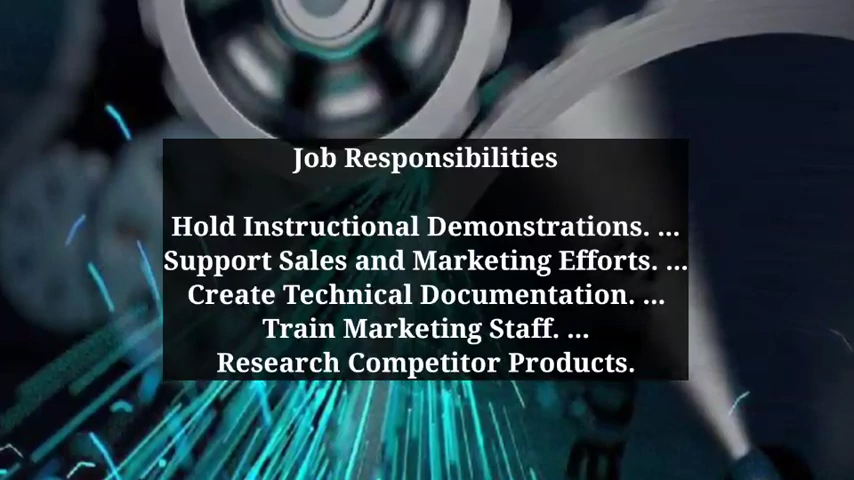 Job Responsibilities
Hold Instructional Demonstrations. ...
Support Sales and Marketing Efforts. ...
Create Technical Documentation. ...
Train Marketing Staff. ...
Research Competitor Products.